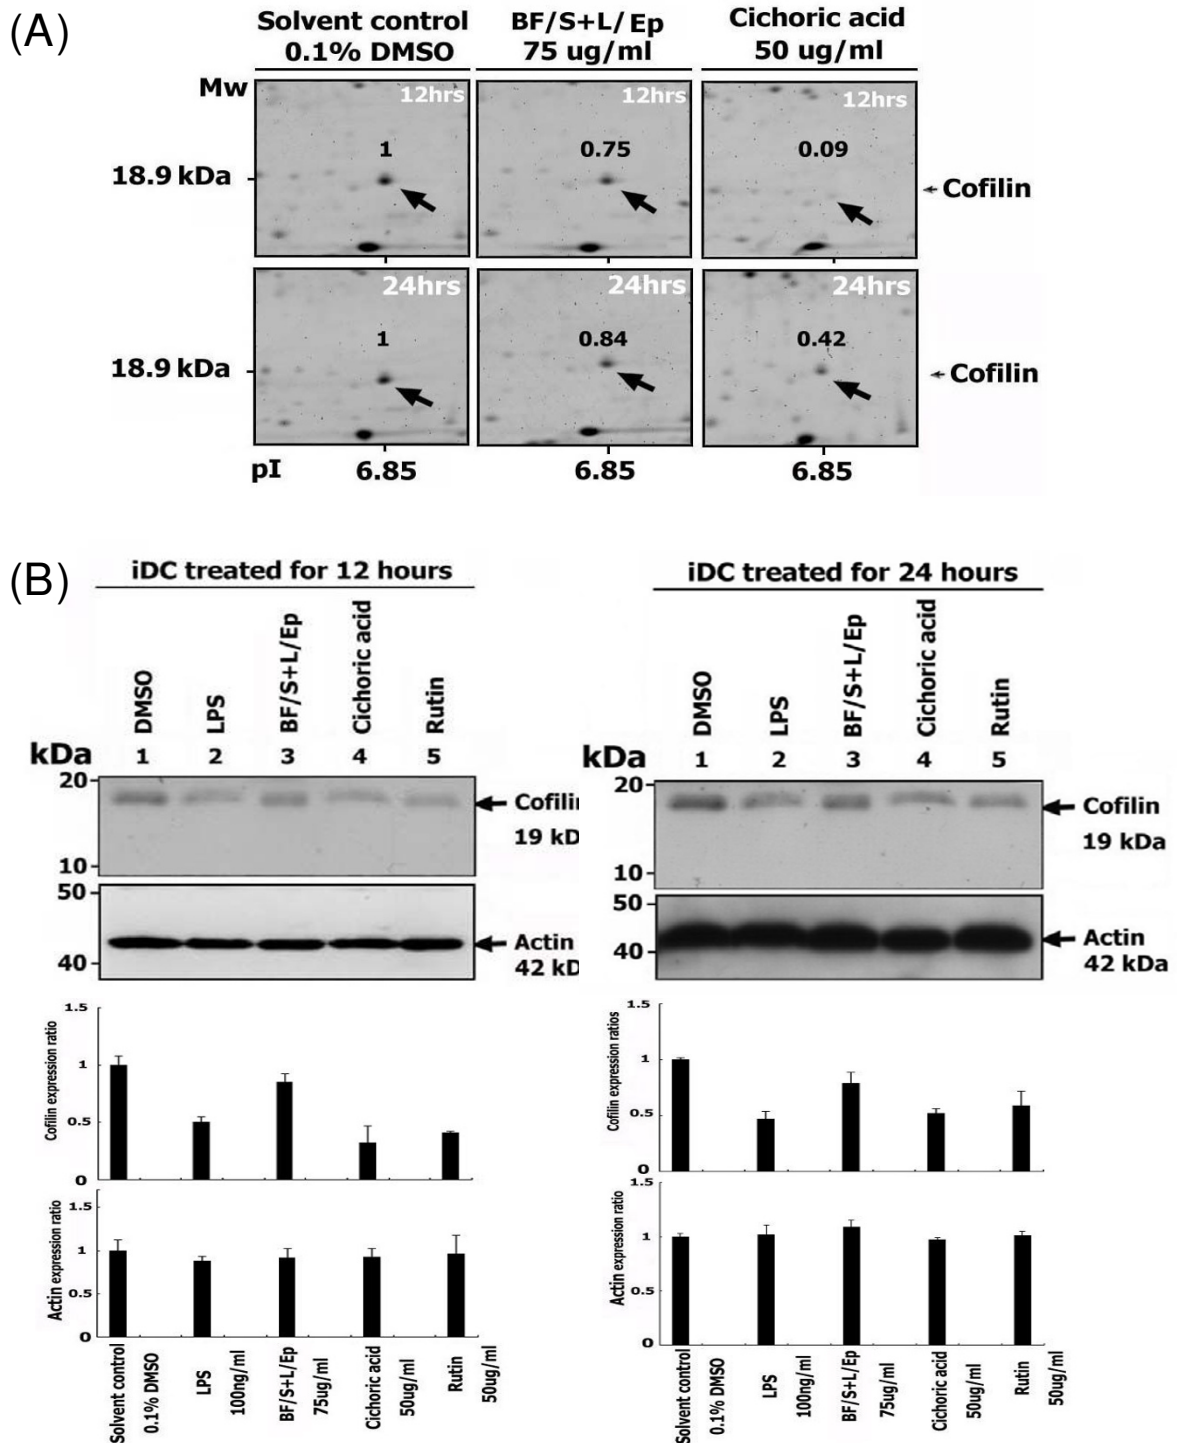 (A)
Solvent control
0.1% DMSO
BF/S+L/Ep
75 ug/ml
Cichoric acid
50 ug/ml
Mw
12hrs
12hrs
12hrs
1
0.75
0.09
18.9 kDa
Cofilin
24hrs
24hrs
24hrs
1
0.84
0.42
18.9 kDa
Cofilin
pI
6.85
6.85
6.85
(B)
iDC treated for 12 hours
DMSO
LPS
BF/S+L/Ep
Cichoric acid
Rutin
kDa
1 2 3 4 5
20
Cofilin
19 kD
10
50
Actin
42 kD
40
1.5
1
0.5
0
Cofilin expression ratio
1.5
1
0.5
0
Actin expression ratio
Solvent control
0.1% DMSO
LPS
100ng/ml
BF/S+L/Ep
75ug/ml
Cichoric acid
50ug/ml
Rutin
50ug/ml
iDC treated for 24 hours
DMSO
LPS
BF/S+L/Ep
Cichoric acid
Rutin
kDa
1 2 3 4 5
20
Cofilin
19 kDa
10
50
Actin
42 kDa
40
1.5
1
0.5
0
Cofilin expression ratios
1.5
1
0.5
0
Actin expression ratio
Solvent control
0.1% DMSO
LPS
100ng/ml
BF/S+L/Ep
75ug/ml
Cichoric acid
50ug/ml
Rutin
50ug/ml